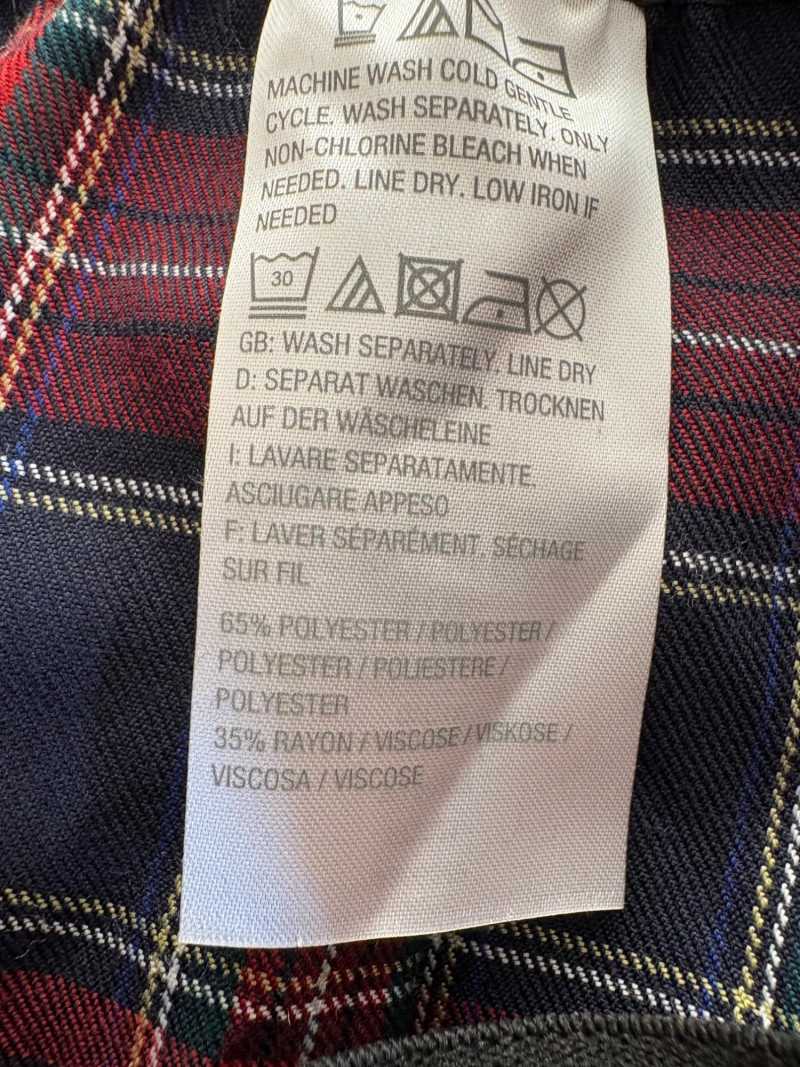 MACHINE WASH COLD GENTLE
CYCLE. WASH SEPARATELY. ONLY
NON-CHLORINE BLEACH WHEN
NEEDED. LINE DRY. LOW IRON IF
NEEDED
30
GB: WASH SEPARATELY. LINE DRY
D: SEPARAT WASCHEN. TROCKNEN
AUF DER WÄSCHELEINE
I: LAVARE SEPARATAMENTE.
ASCIUGARE APPESO
F: LAVER SÉPARÉMENT. SÉCHAGE
SUR FIL
65% POLYESTER / POLYESTER /
POLYESTER / POLIESTERE /
POLYESTER
35% RAYON / VISCOSE / VISKOSE /
VISCOSA / VISCOSE